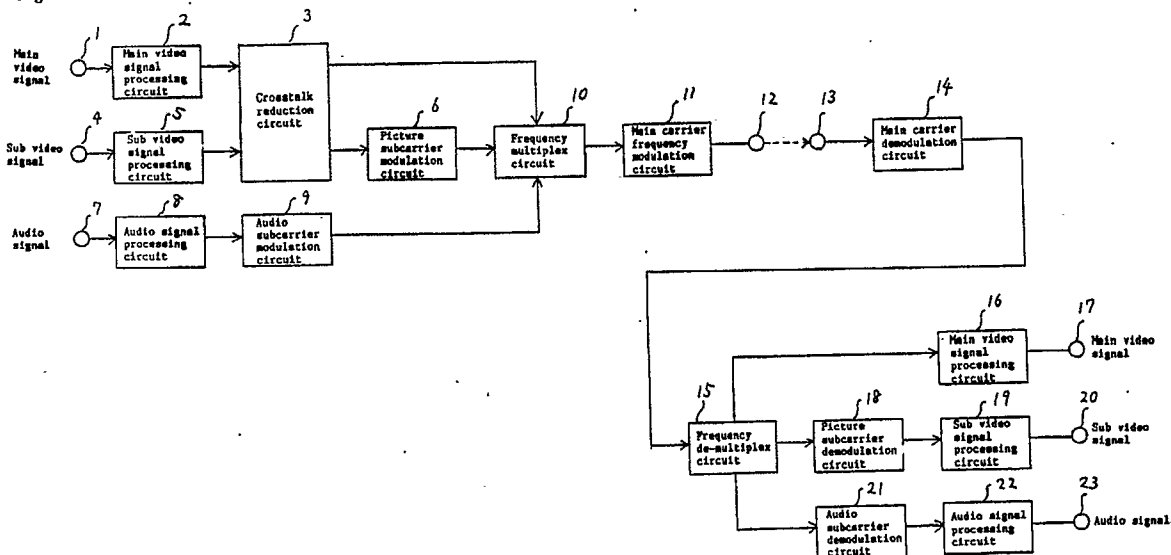 1
2
3
Main
video
signal
Main video
signal
processing
circuit
Crosstalk
reduction
circuit
4
5
6
10
11
12
13
14
Sub video
signal
Sub video
signal
processing
circuit
Picture
subcarrier
modulation
circuit
Frequency
multiplex
circuit
Main carrier
frequency
modulation
circuit
Main carrier
demodulation
circuit
7
8
9
Audio
signal
Audio signal
processing
circuit
Audio
subcarrier
modulation
circuit
16
17
Main video
signal
processing
circuit
Main video
signal
15
18
19
20
Frequency
de-multiplex
circuit
Picture
subcarrier
demodulation
circuit
Sub video
signal
processing
circuit
Sub video
signal
21
22
23
Audio
subcarrier
demodulation
circuit
Audio signal
processing
circuit
Audio signal